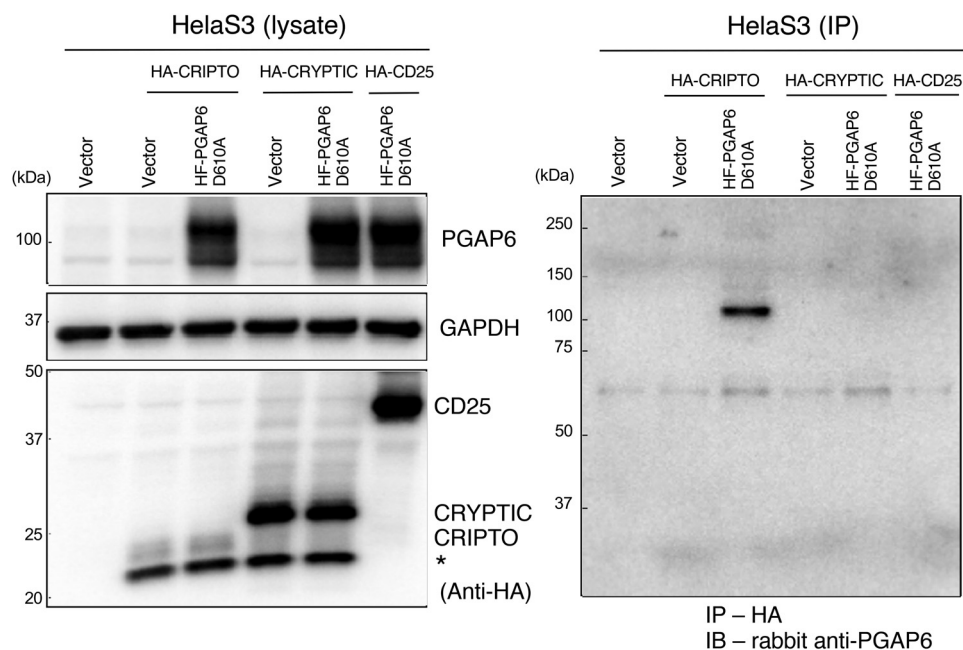 HelaS3 (lysate)
HA-CRIPTO HA-CRYPTIC HA-CD25
(kDa)
Vector
Vector
HF-PGAP6
D610A
Vector
HF-PGAP6
D610A
HF-PGAP6
D610A
100
PGAP6
37
GAPDH
50
CD25
37
CRYPTIC
25
CRIPTO
*
(Anti-HA)
20
HelaS3 (IP)
HA-CRIPTO HA-CRYPTIC HA-CD25
(kDa)
Vector
Vector
HF-PGAP6
D610A
Vector
HF-PGAP6
D610A
HF-PGAP6
D610A
250
150
100
75
50
37
IP – HA
IB – rabbit anti-PGAP6